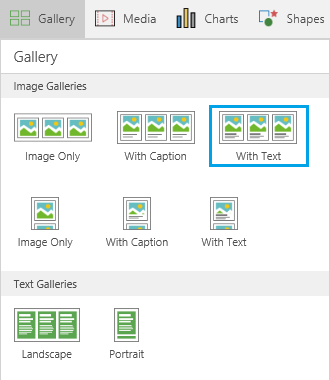 Gallery Media Charts Shapes
Gallery
Image Galleries
Image Only With Caption With Text
Image Only With Caption With Text
Text Galleries
Landscape Portrait